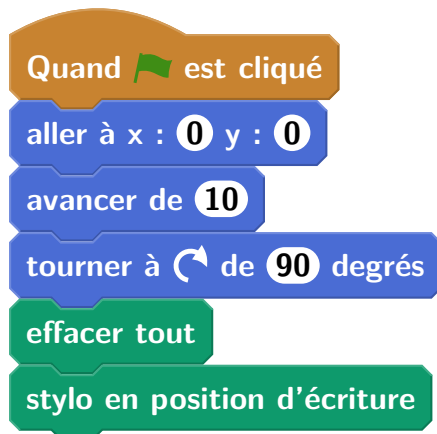 Quand est cliqué
aller à x : 0 y : 0
avancer de 10
tourner à de 90 degrés
effacer tout
stylo en position d'écriture